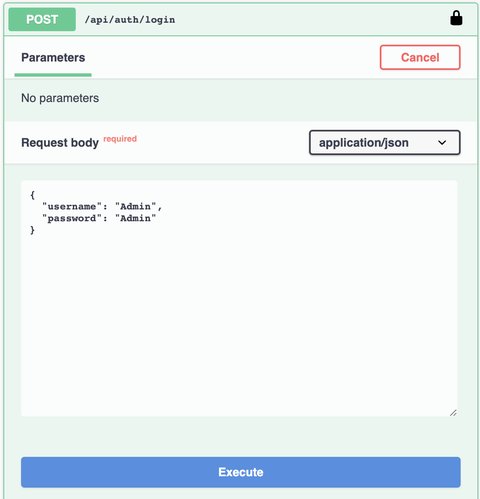 POST /api/auth/login
Parameters Cancel
No parameters
Request body required application/json
{
  "username": "Admin",
  "password": "Admin"
}
Execute